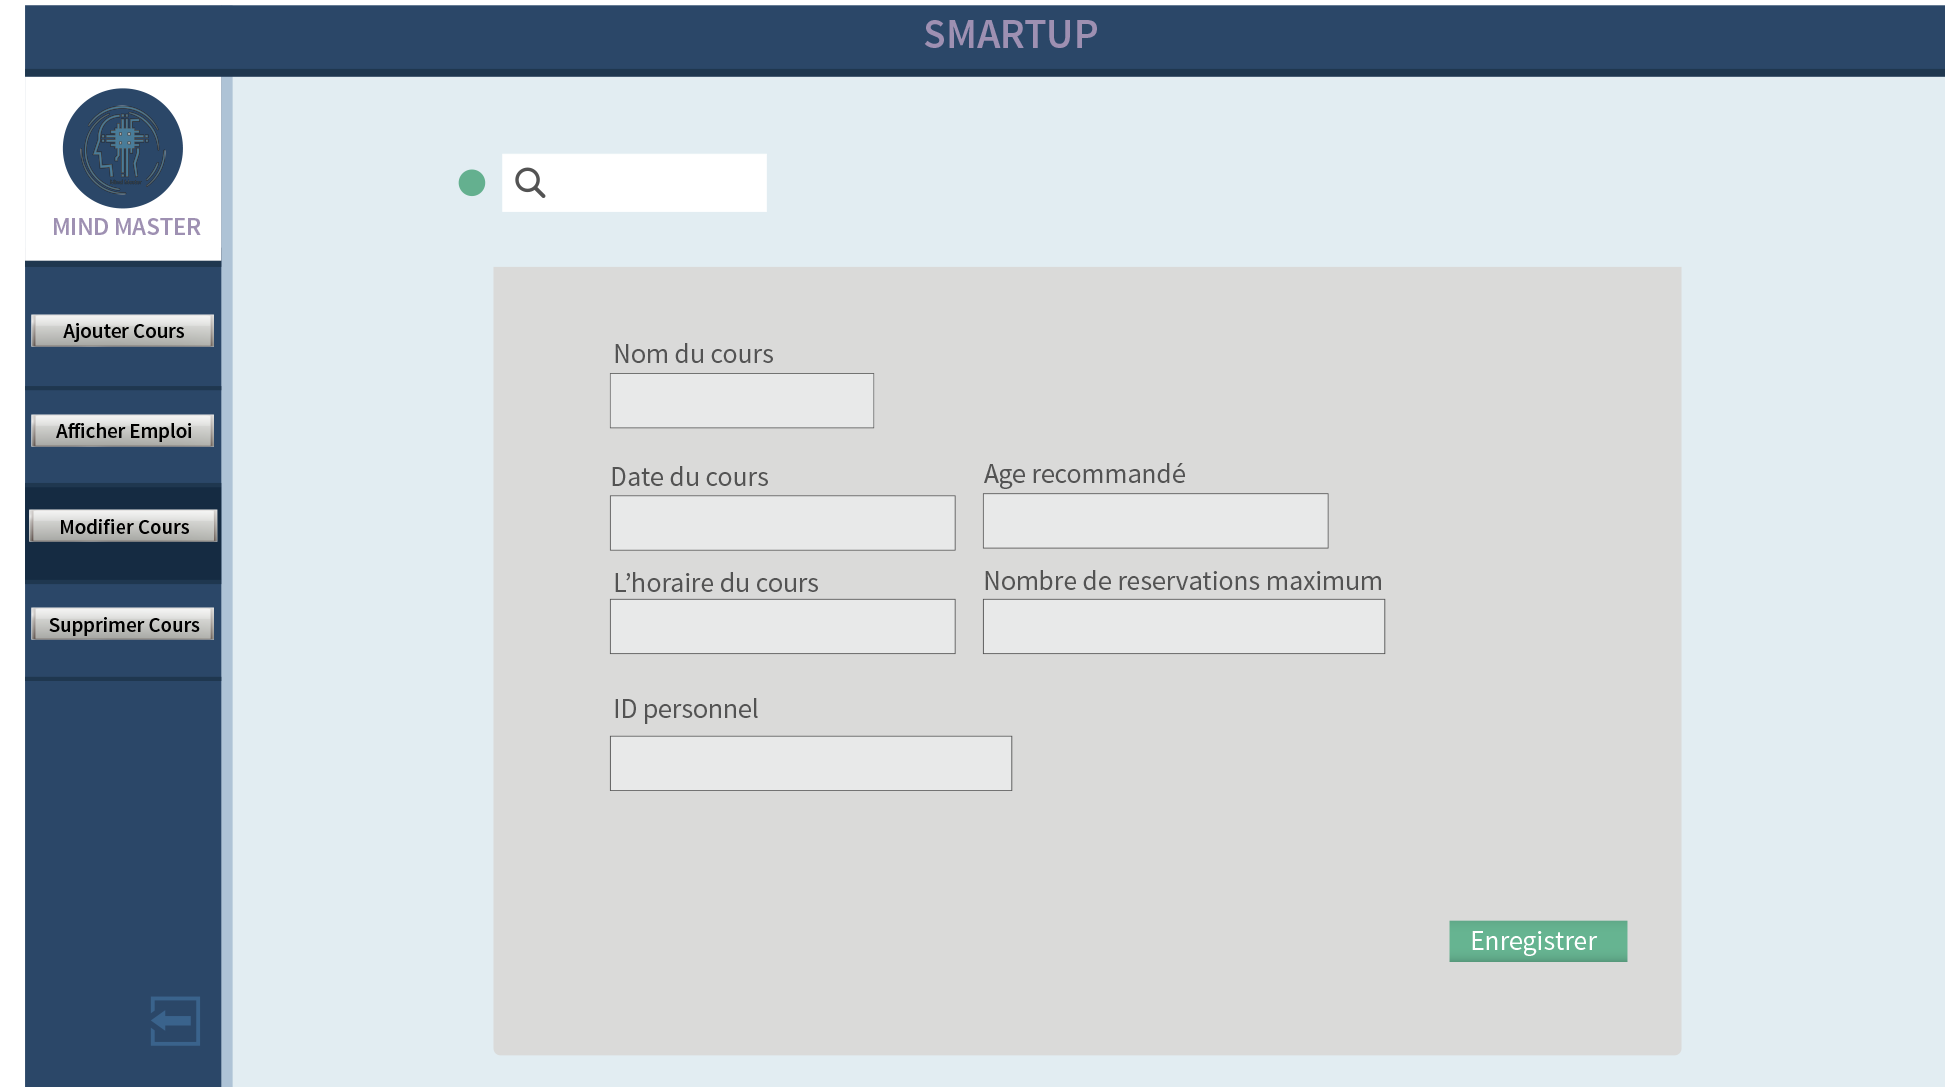 SMARTUP
MIND MASTER
Ajouter Cours
Afficher Emploi
Modifier Cours
Supprimer Cours
Nom du cours
Date du cours
Age recommandé
L’horaire du cours
Nombre de reservations maximum
ID personnel
Enregistrer